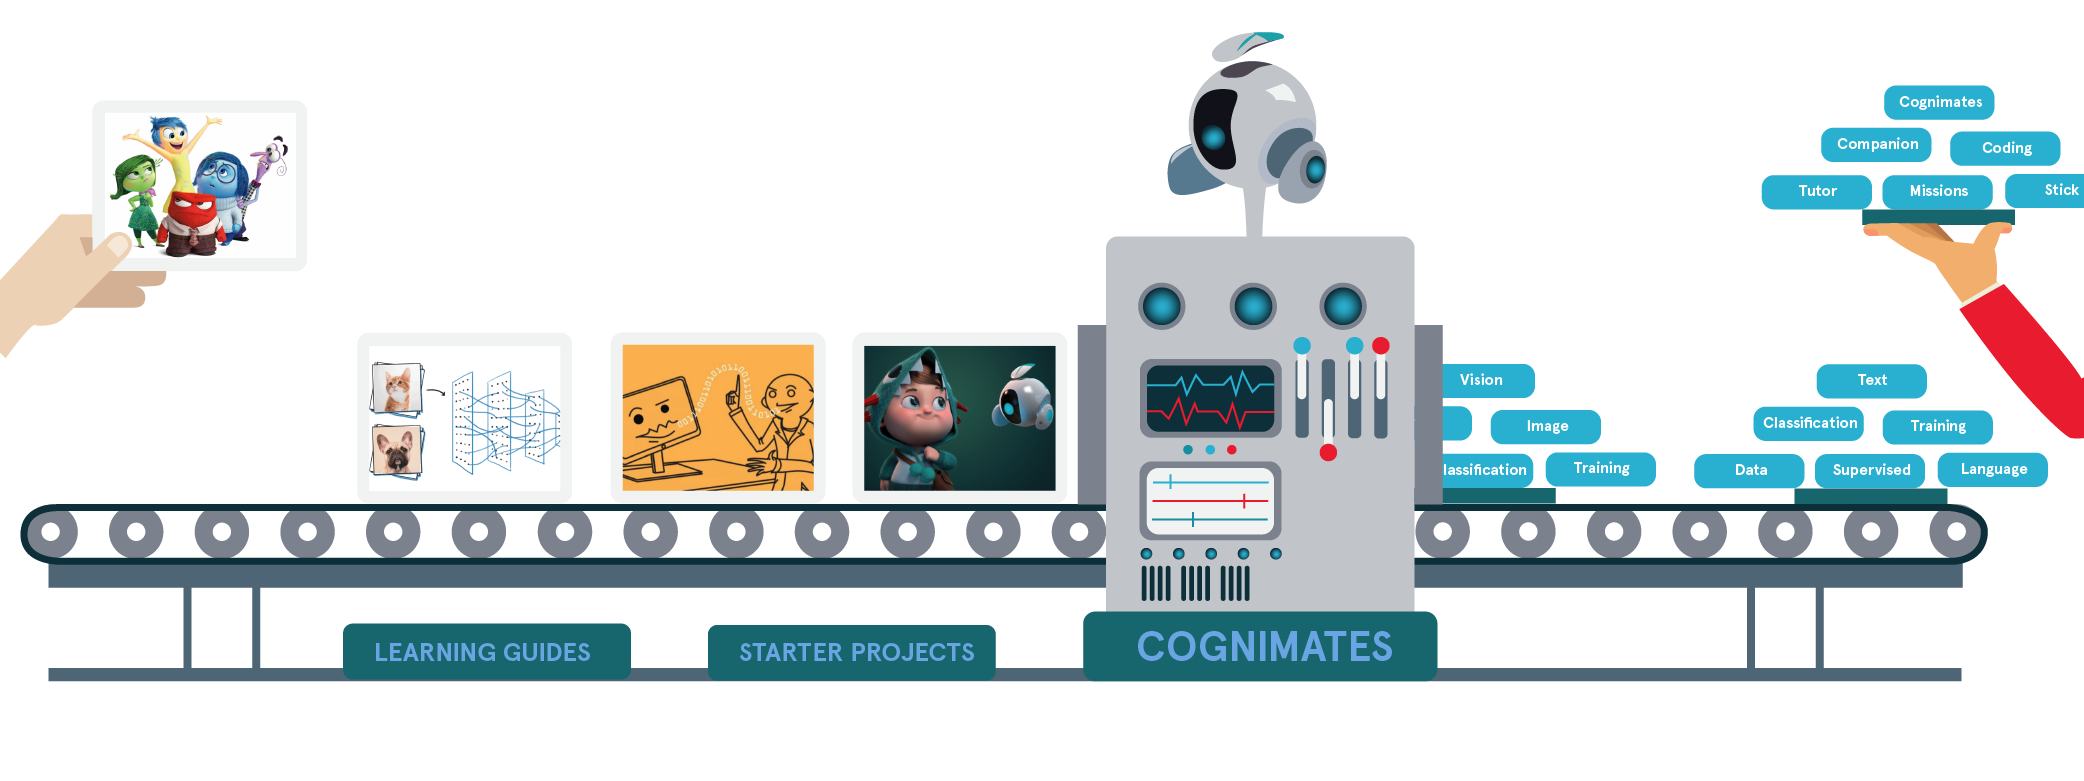 Cognimates
Companion
Coding
Tutor
Missions
Stick
Vision
Image
lassification
Training
Text
Classification
Training
Data
Supervised
Language
LEARNING GUIDES
STARTER PROJECTS
COGNIMATES